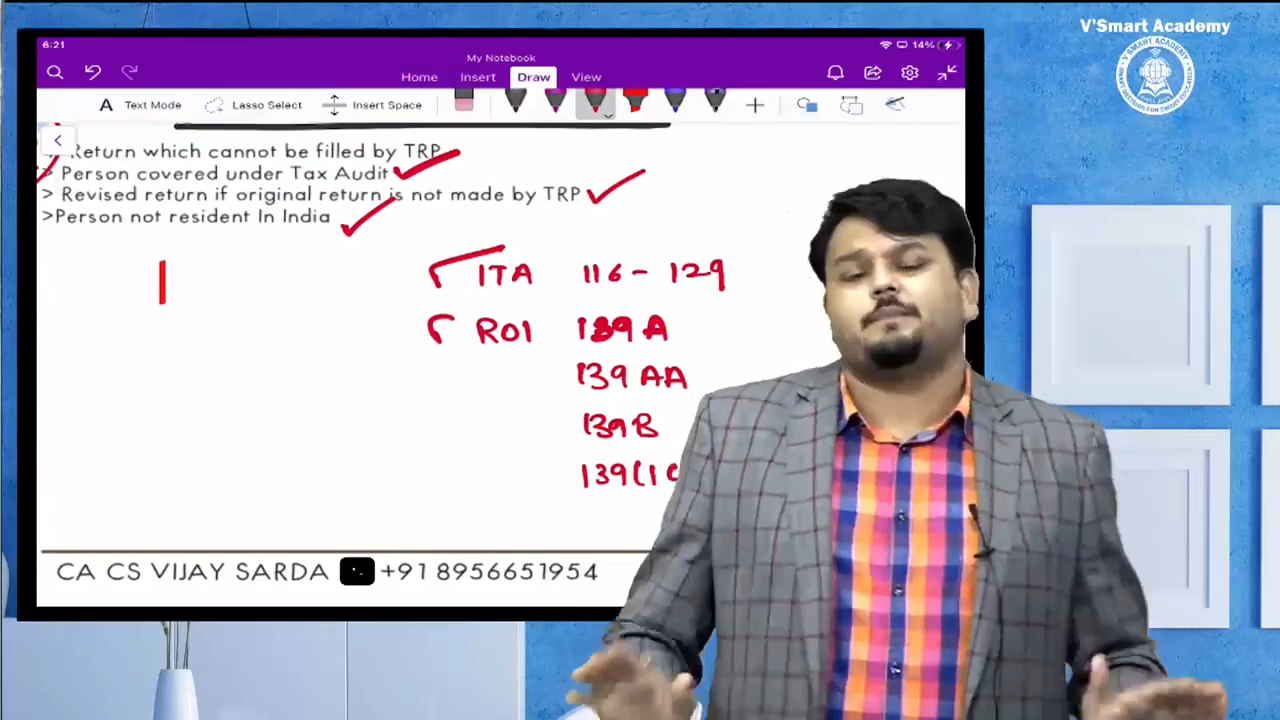 V'Smart Academy
6:21
14%
My Notebook
Home Insert Draw View
A Text Mode Lasso Select Insert Space
Return which cannot be filled by TRP
> Person covered under Tax Audit
> Revised return if original return is not made by TRP
>Person not resident In India
ITA 116 - 129
ROI 139 A
139 AA
139 B
139(1C
CA CS VIJAY SARDA +91 8956651954